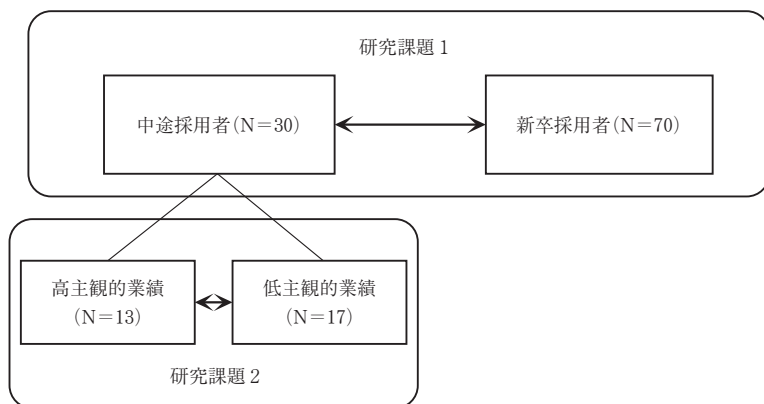 研究課題 1
中途採用者(N=30)
新卒採用者(N=70)
高主観的業績
(N=13)
低主観的業績
(N=17)
研究課題 2